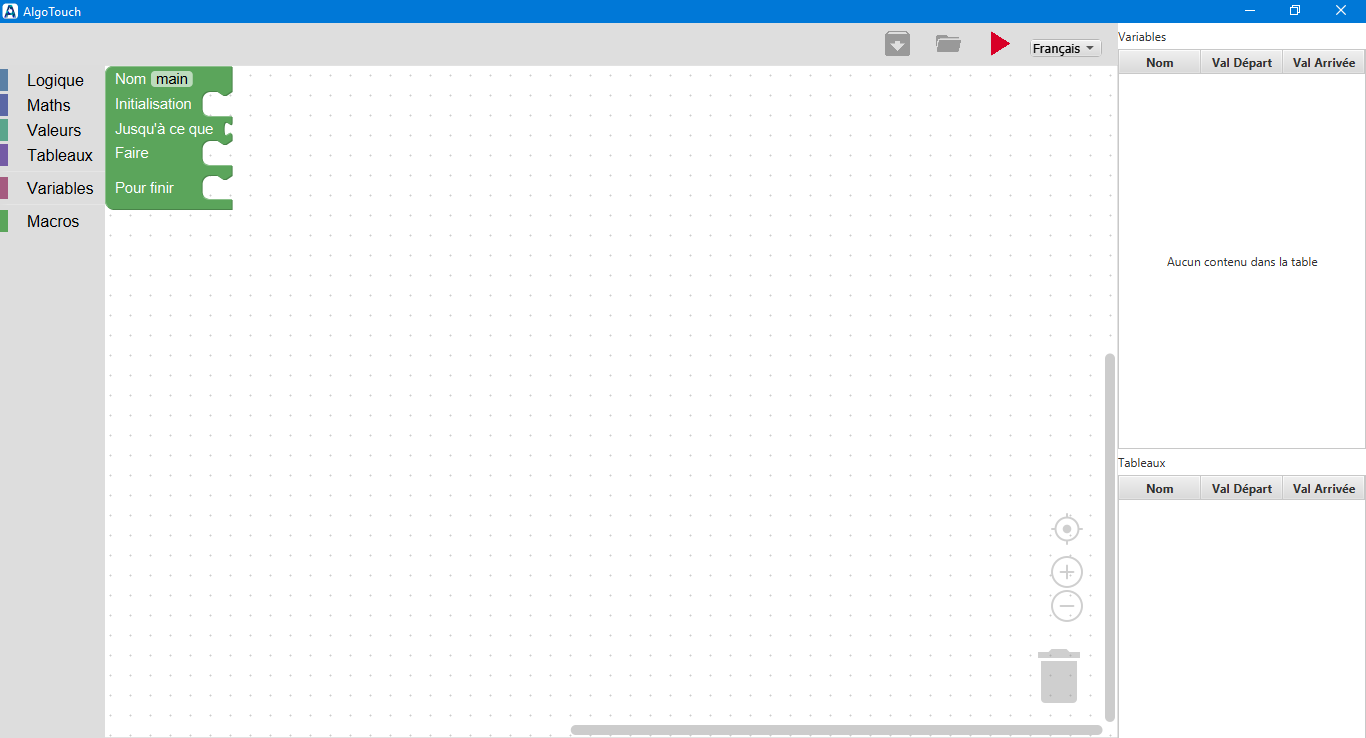 AlgoTouch
Français
Logique
Maths
Valeurs
Tableaux
Variables
Macros
Nom main
Initialisation
Jusqu'à ce que
Faire
Pour finir
Variables
Nom Val Départ Val Arrivée
Aucun contenu dans la table
Tableaux
Nom Val Départ Val Arrivée